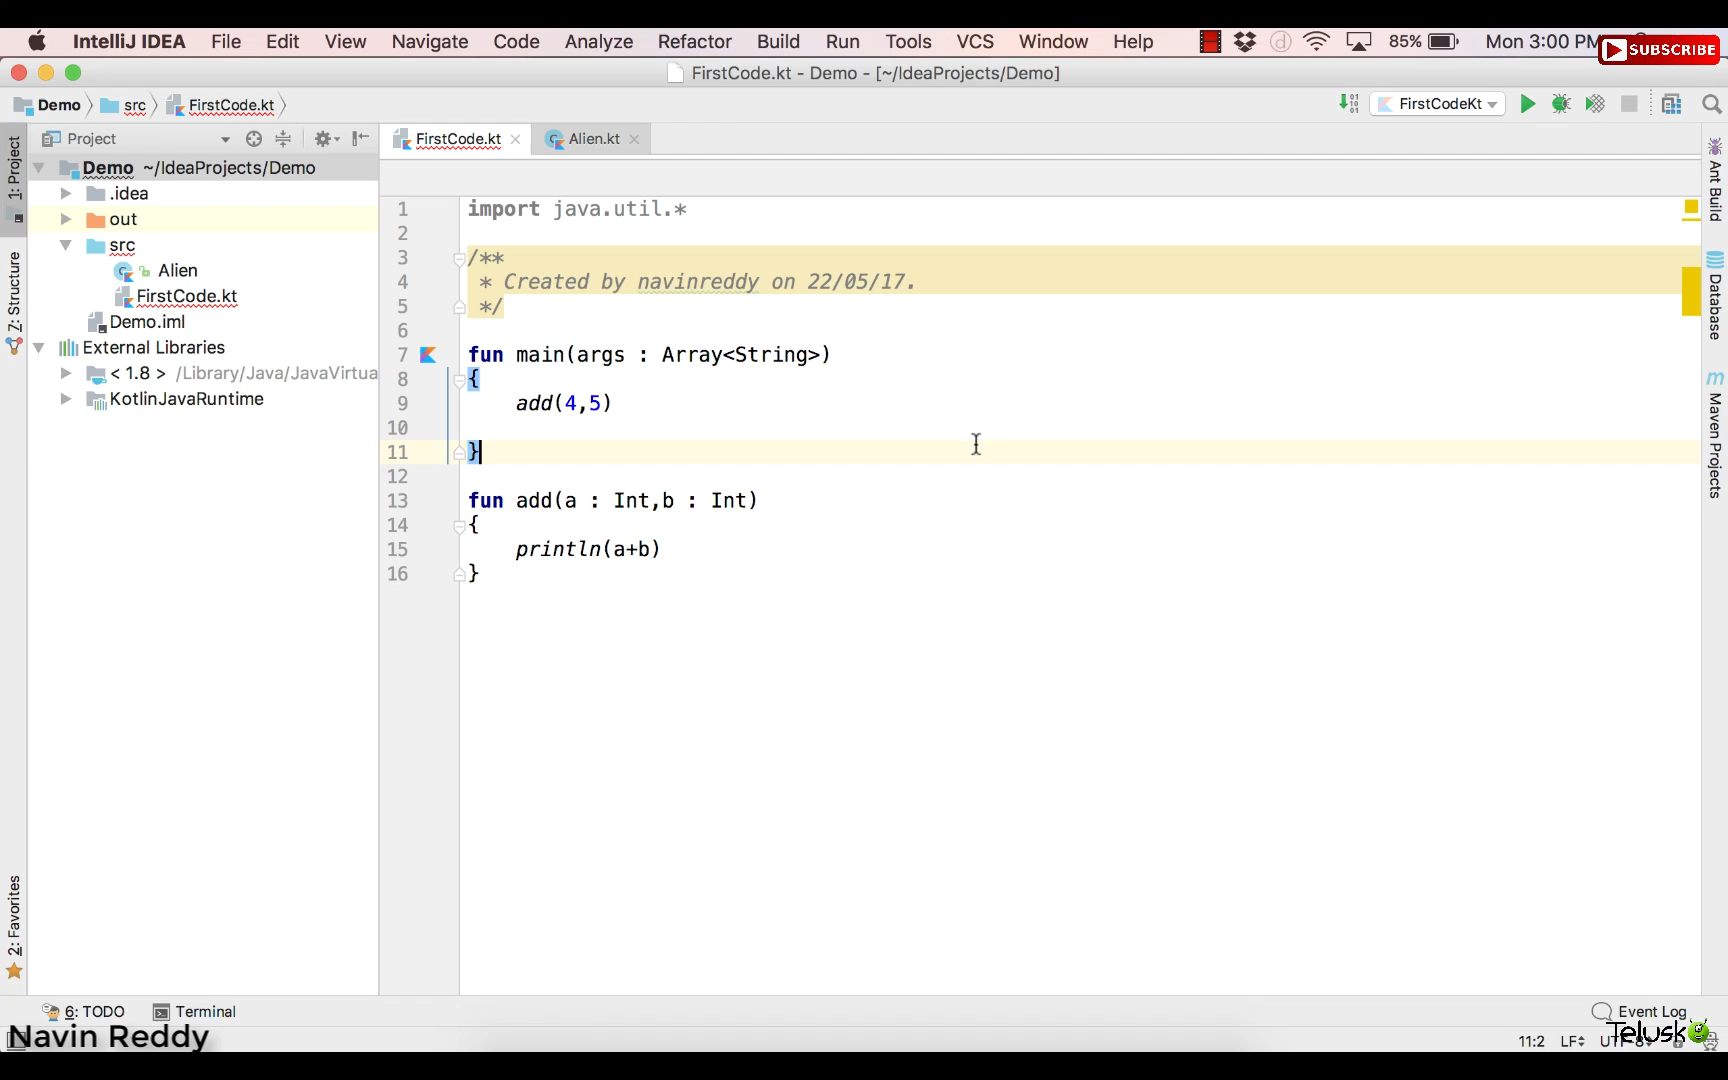 IntelliJ IDEA File Edit View Navigate Code Analyze Refactor Build Run Tools VCS Window Help 85% Mon 3:00 PM
SUBSCRIBE
FirstCode.kt - Demo - [~/IdeaProjects/Demo]
Demo src FirstCode.kt FirstCodeKt
Project FirstCode.kt Alien.kt
1: Project
Z: Structure
2: Favorites
Demo ~/IdeaProjects/Demo
.idea
out
src
Alien
FirstCode.kt
Demo.iml
External Libraries
< 1.8 > /Library/Java/JavaVirtua
KotlinJavaRuntime
1 import java.util.*
2
3 /**
4 * Created by navinreddy on 22/05/17.
5 */
6
7 fun main(args : Array<String>)
8 {
9 add(4,5)
10
11 }
12
13 fun add(a : Int,b : Int)
14 {
15 println(a+b)
16 }
Ant Build
Database
Maven Projects
6: TODO Terminal Event Log
Navin Reddy
Telusko
11:2 LF UTF-8